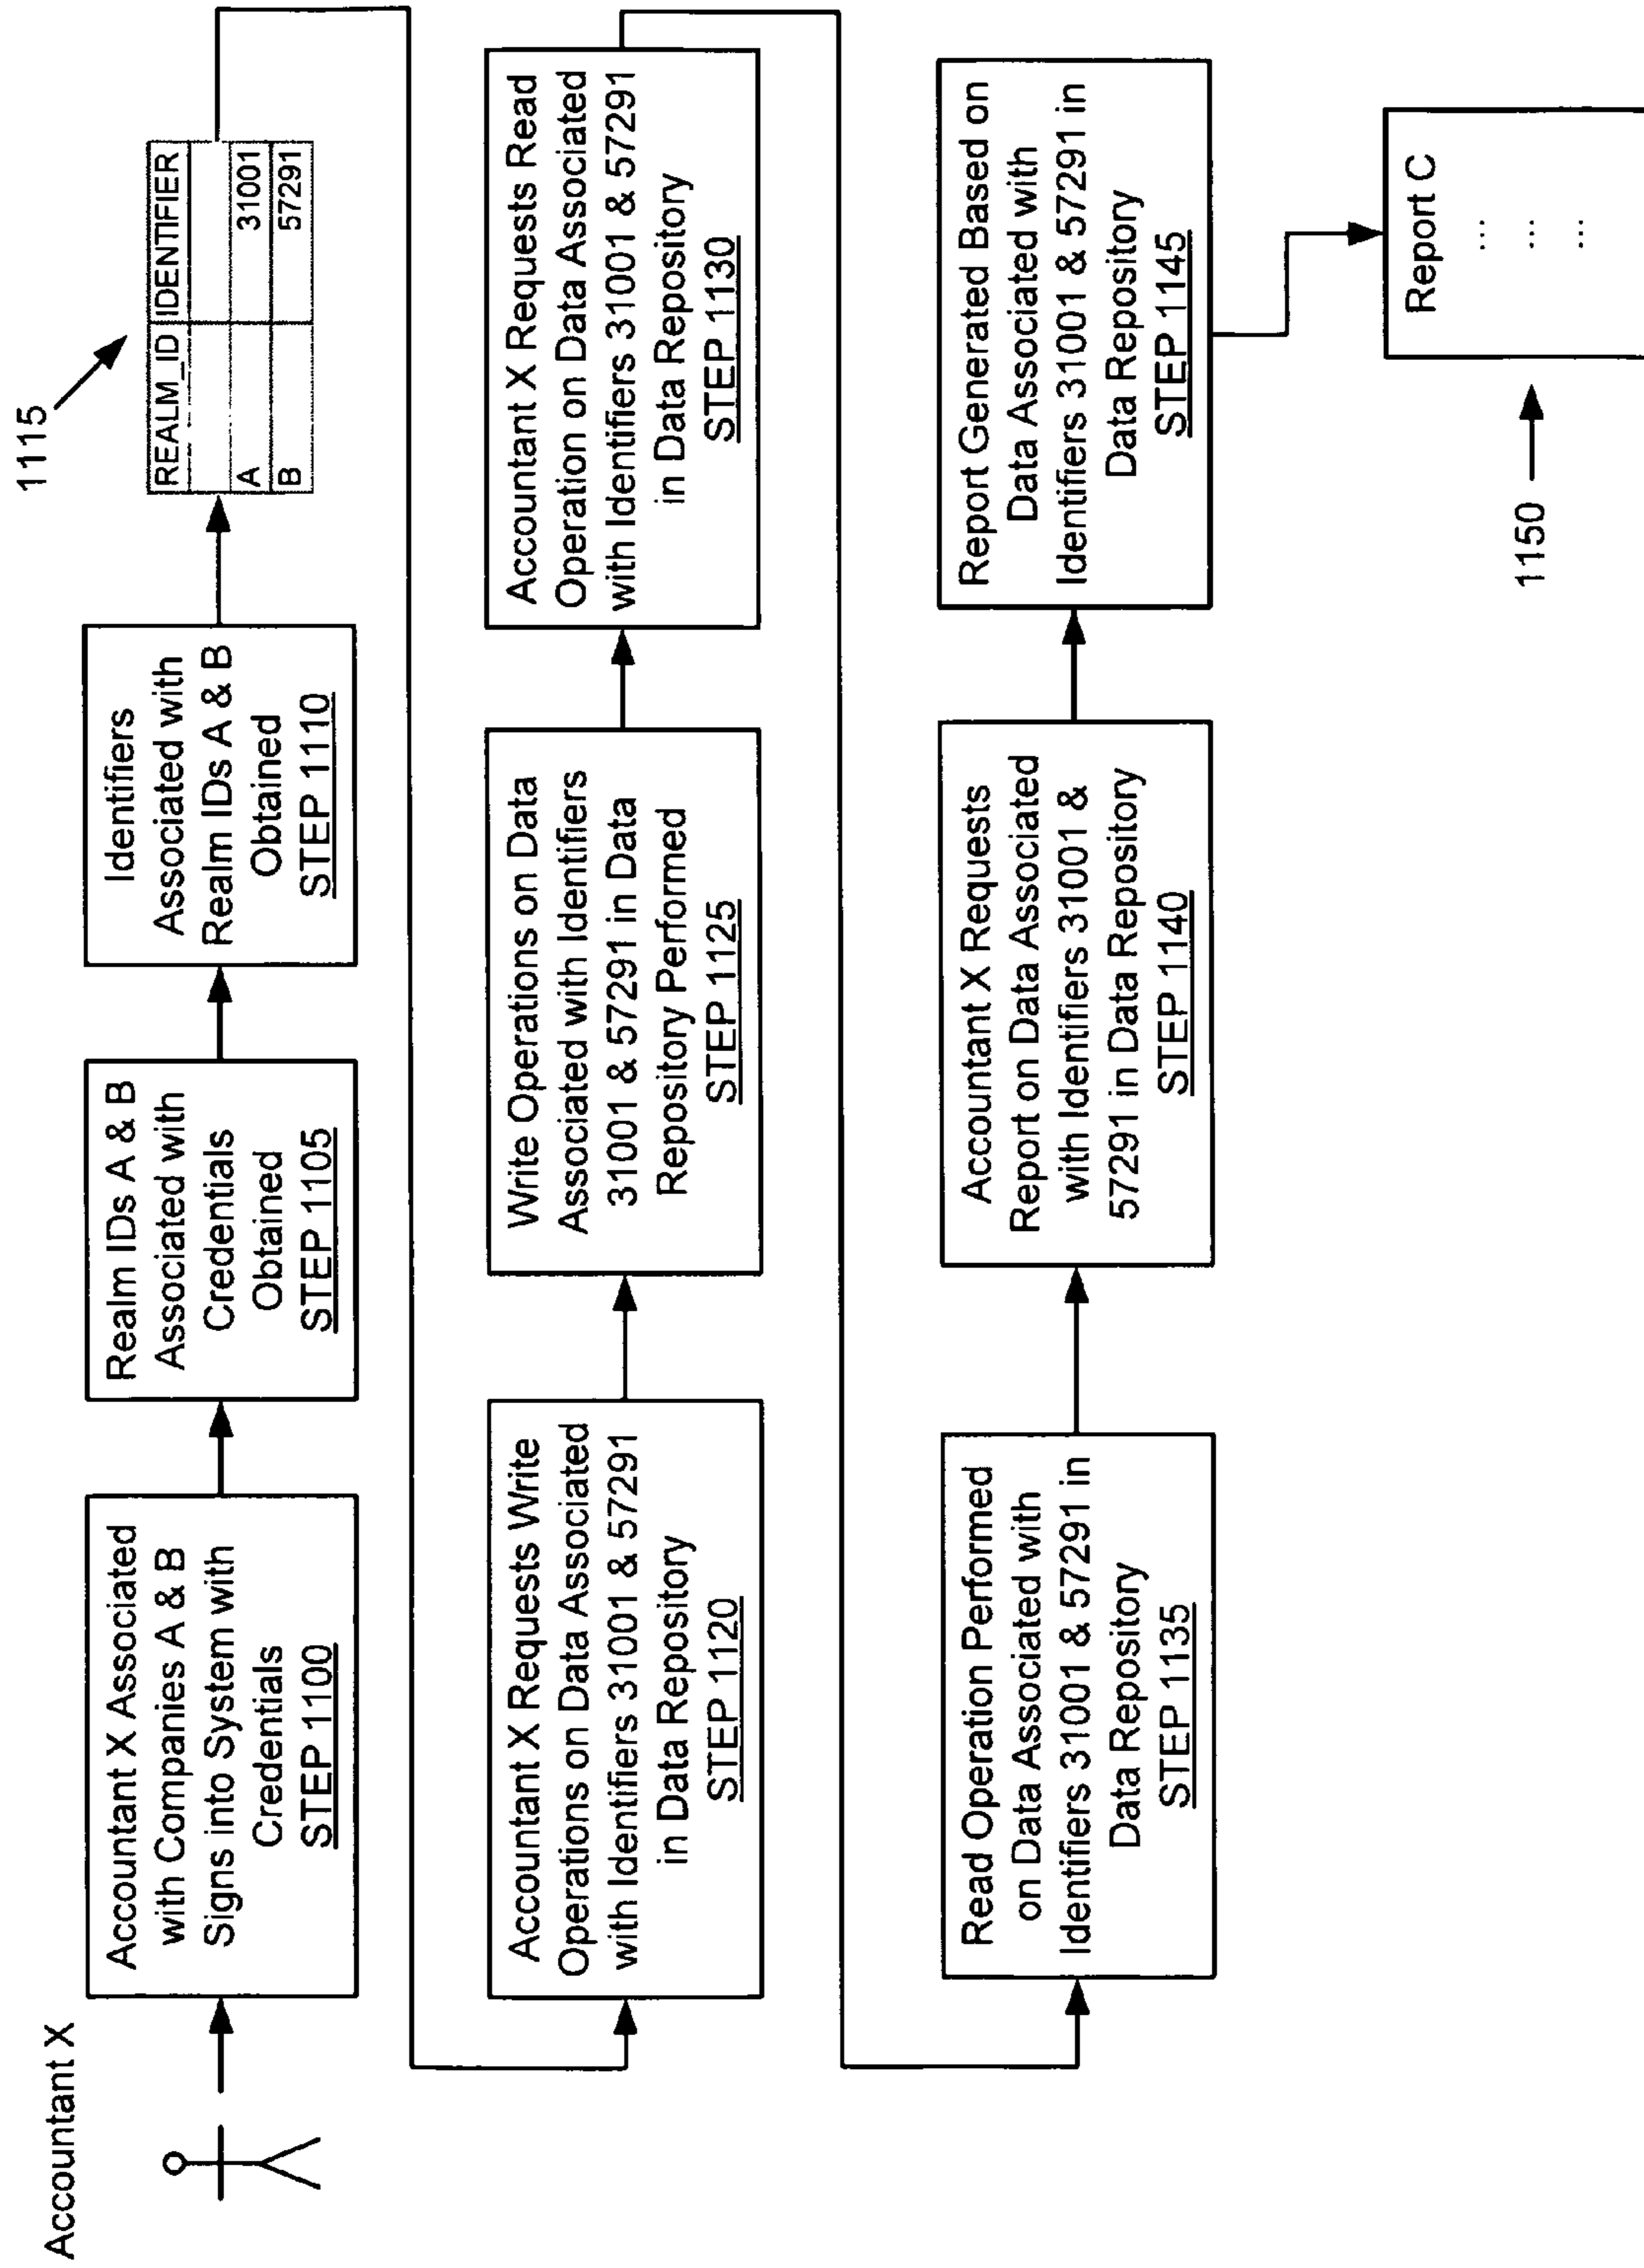 Accountant X
Accountant X Associated
with Companies A & B
Signs into System with
Credentials
STEP 1100
Realm IDs A & B
Associated with
Credentials
Obtained
STEP 1105
Identifiers
Associated with
Realm IDs A & B
Obtained
STEP 1110
1115
REALM_ID IDENTIFIER
A 31001
B 57291
Accountant X Requests Write
Operations on Data Associated
with Identifiers 31001 & 57291
in Data Repository
STEP 1120
Write Operations on Data
Associated with Identifiers
31001 & 57291 in Data
Repository Performed
STEP 1125
Accountant X Requests Read
Operation on Data Associated
with Identifiers 31001 & 57291
in Data Repository
STEP 1130
Read Operation Performed
on Data Associated with
Identifiers 31001 & 57291 in
Data Repository
STEP 1135
Accountant X Requests
Report on Data Associated
with Identifiers 31001 &
57291 in Data Repository
STEP 1140
Report Generated Based on
Data Associated with
Identifiers 31001 & 57291 in
Data Repository
STEP 1145
1150
Report C
...
...
...